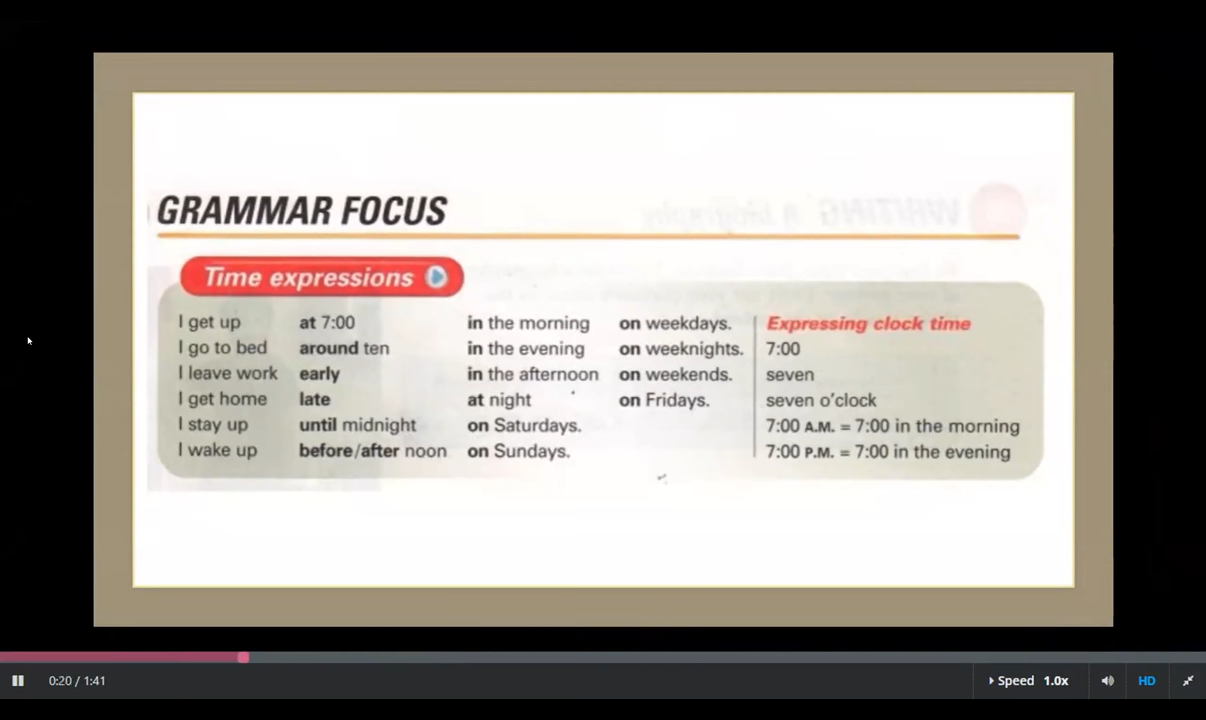 GRAMMAR FOCUS
WRITING A biography
Time expressions
I get up at 7:00 in the morning on weekdays.
I go to bed around ten in the evening on weeknights.
I leave work early in the afternoon on weekends.
I get home late at night on Fridays.
I stay up until midnight on Saturdays.
I wake up before/after noon on Sundays.
Expressing clock time
7:00
seven
seven o'clock
7:00 A.M. = 7:00 in the morning
7:00 P.M. = 7:00 in the evening
0:20 / 1:41
Speed 1.0x
HD